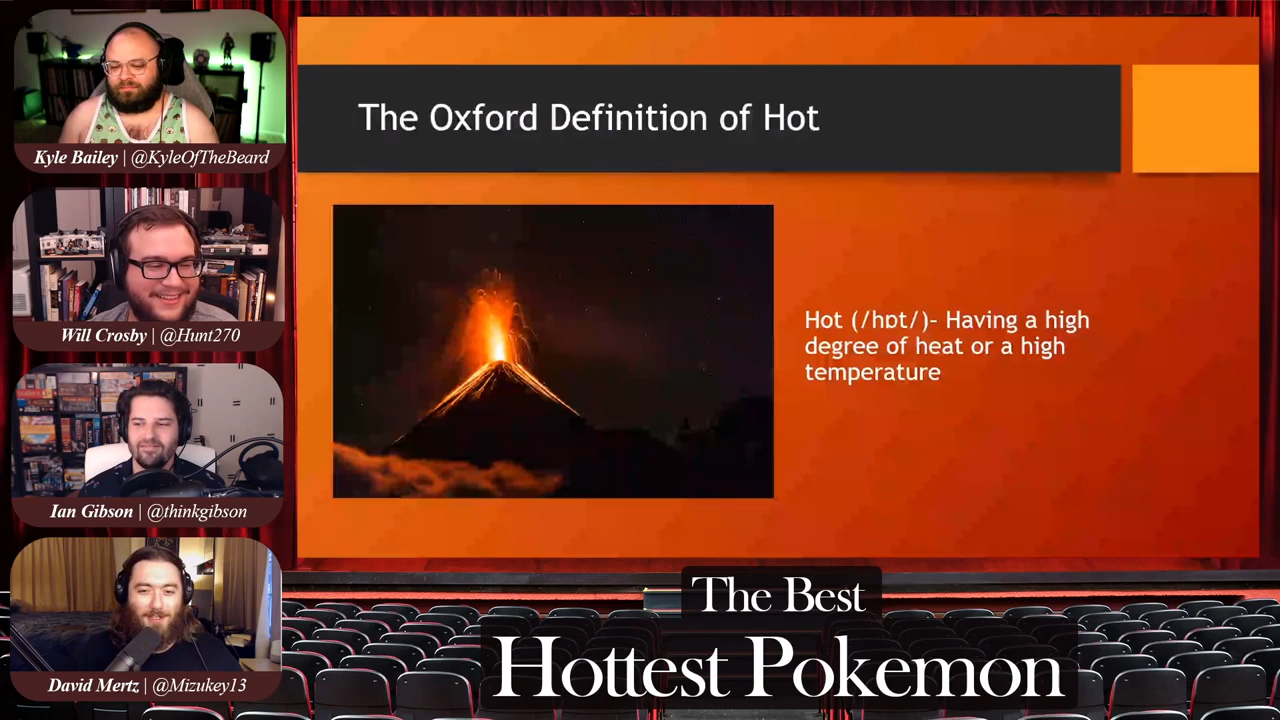 Kyle Bailey | @KyleOfTheBeard
Will Crosby | @Hunt270
Ian Gibson | @thinkgibson
David Mertz | @Mizukey13
The Oxford Definition of Hot
Hot (/hɒt/)- Having a high
degree of heat or a high
temperature
The Best
Hottest Pokemon